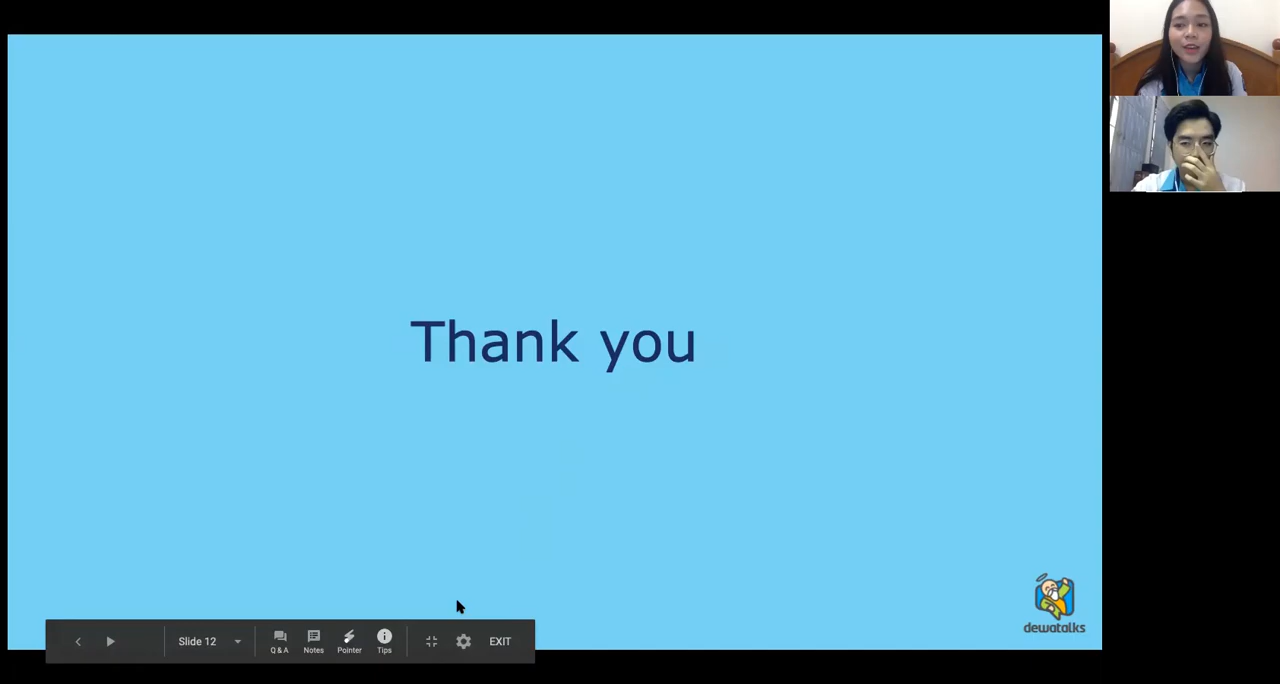 Thank you
dewatalks
Slide 12
Q & A
Notes
Pointer
Tips
EXIT